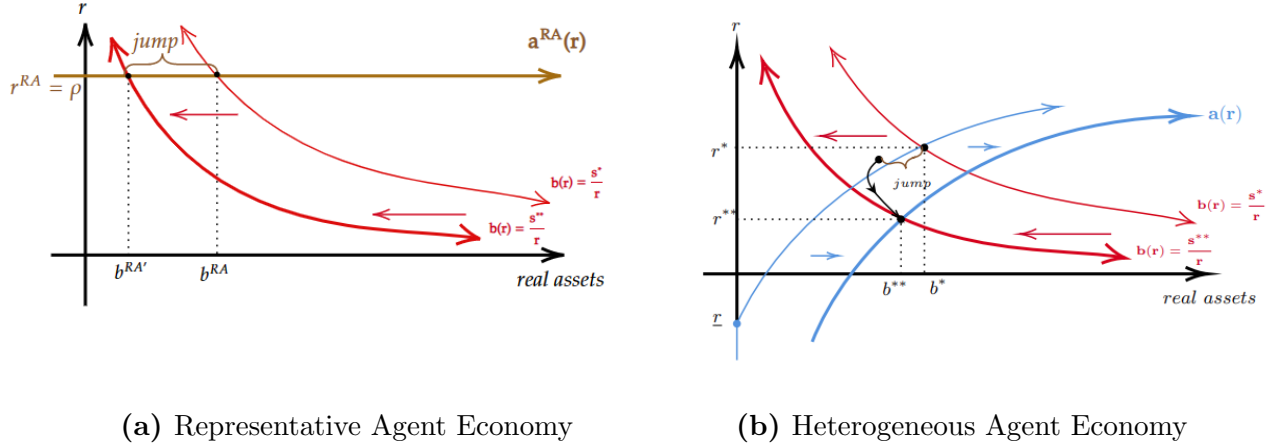 r
jump
a^RA(r)
r^RA = ρ
b(r) = s^*/r
b(r) = s^**/r
b^RA'
b^RA
real assets
(a) Representative Agent Economy
r
a(r)
r^*
jump
b(r) = s^*/r
r^**
b(r) = s^**/r
b^**
b^*
real assets
r
(b) Heterogeneous Agent Economy